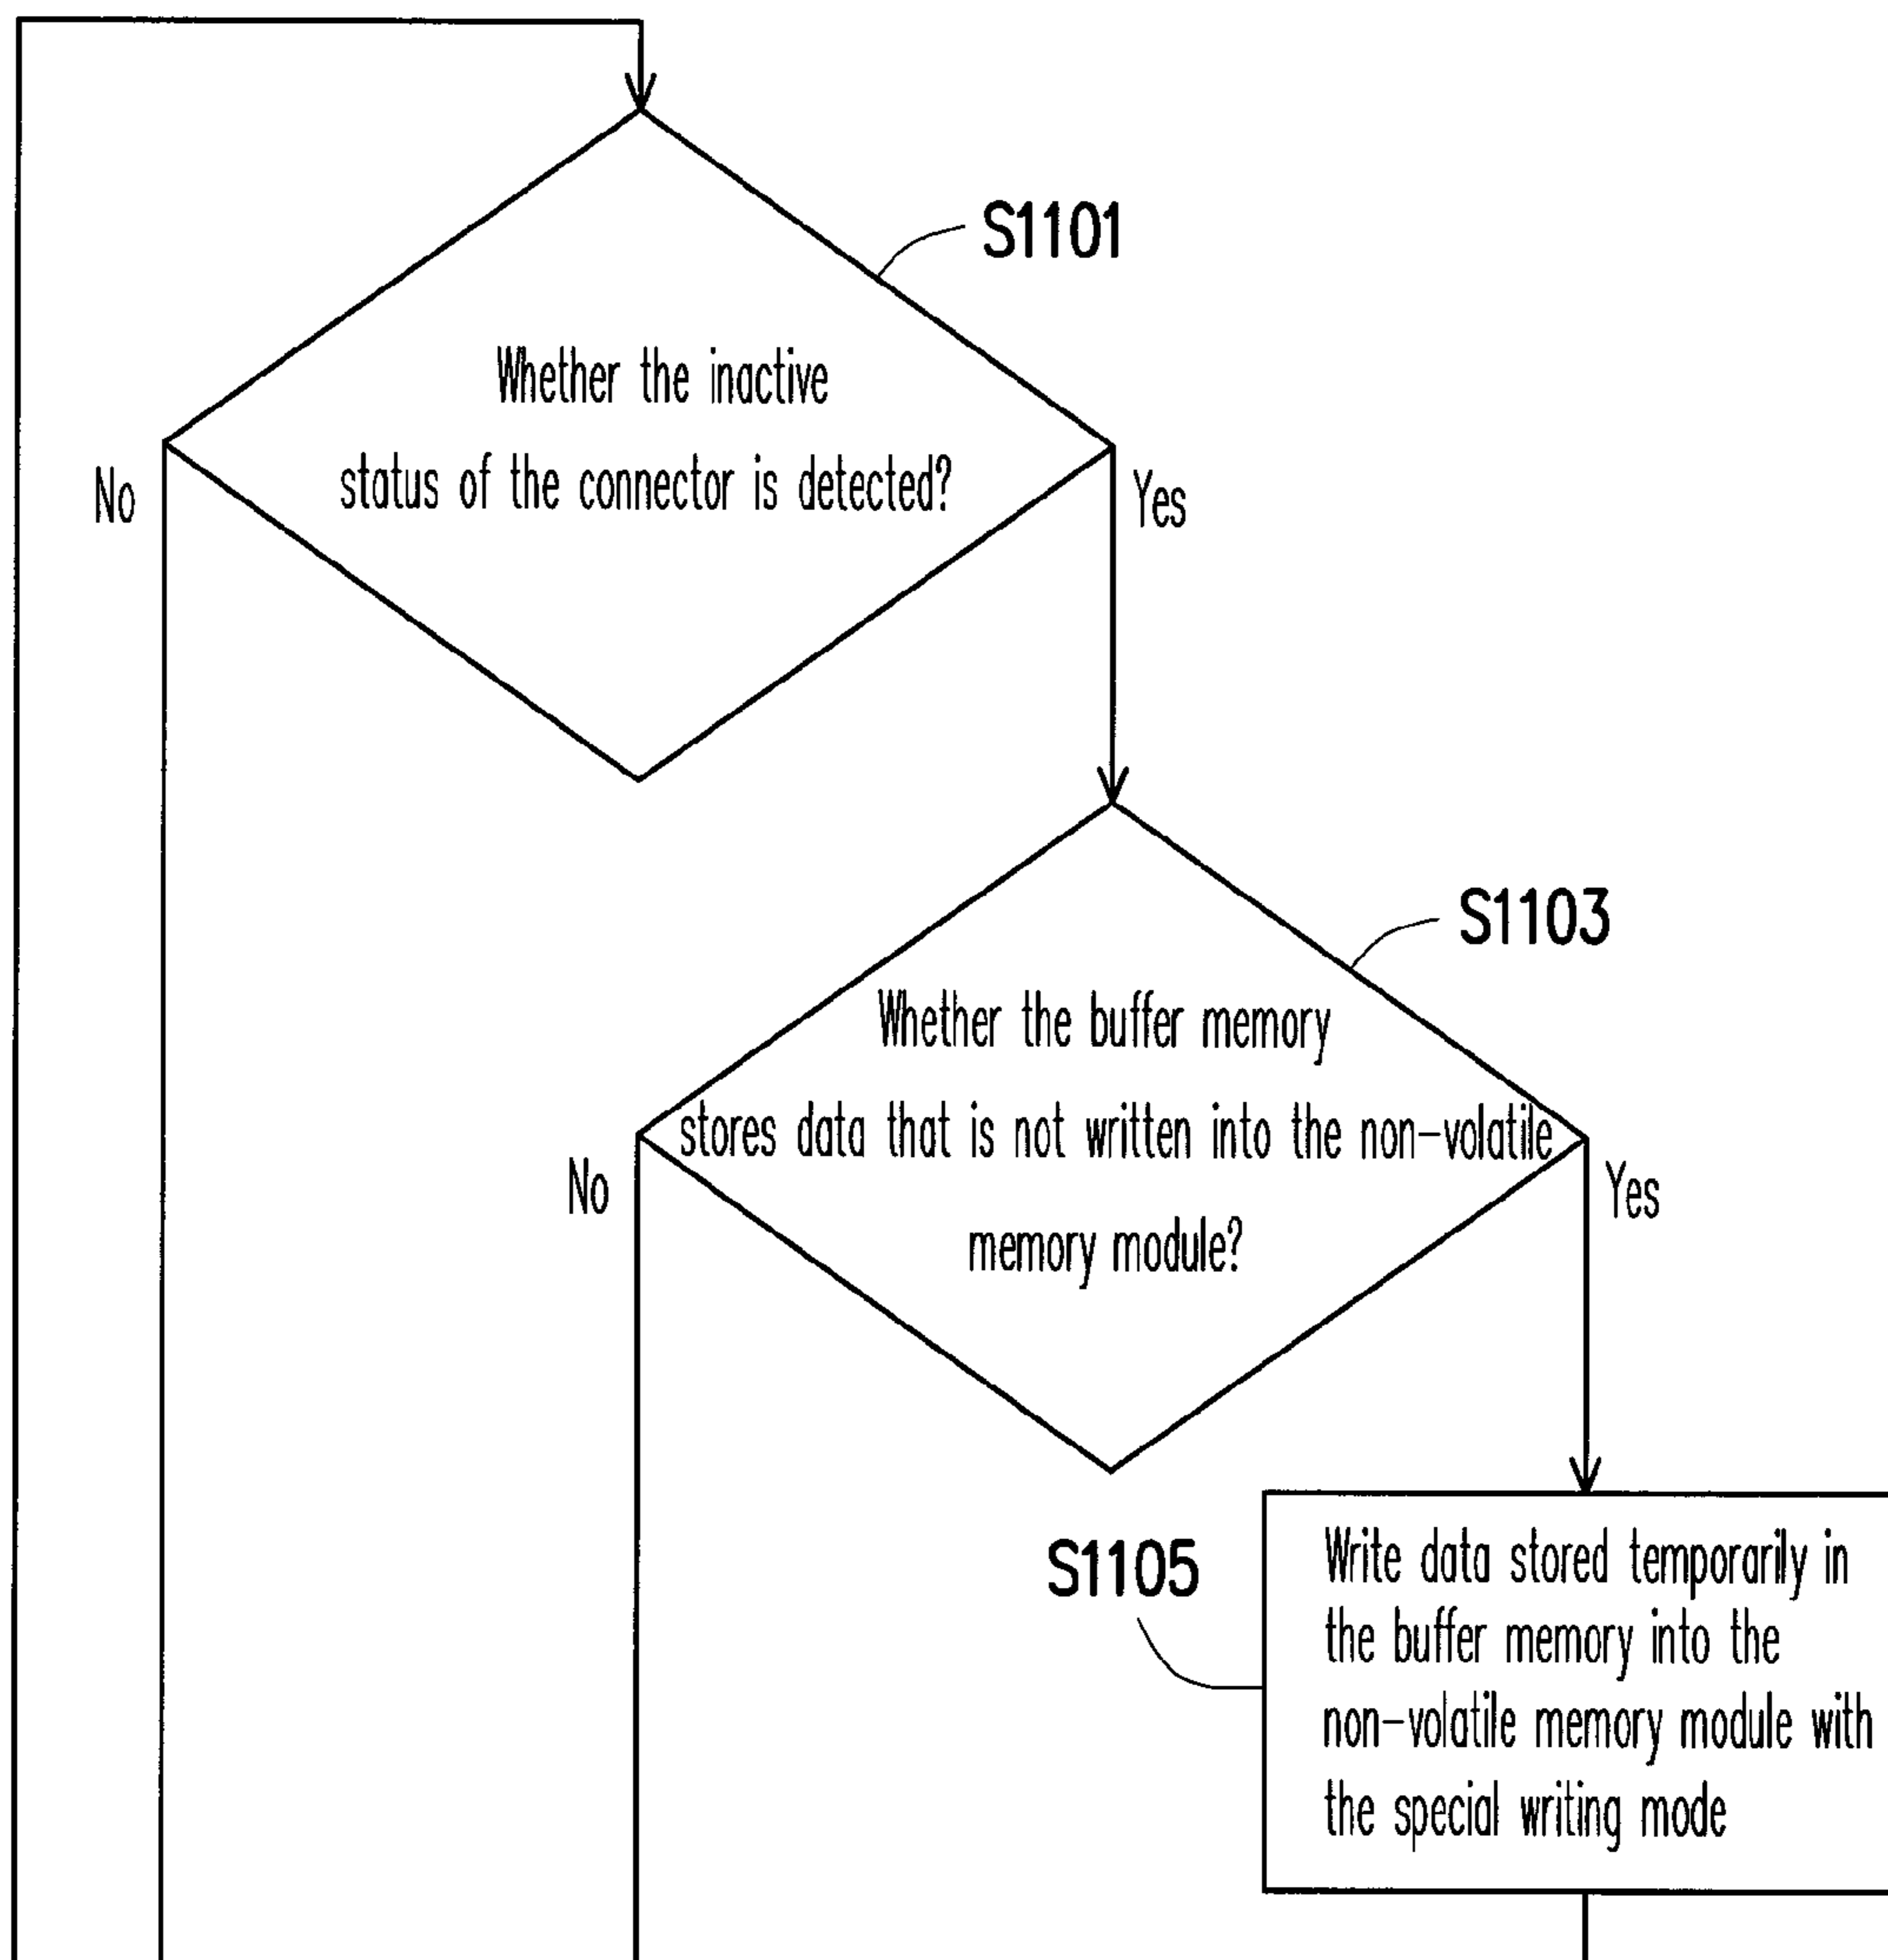 S1101
Whether the inactive
status of the connector is detected?
No
Yes
S1103
Whether the buffer memory
stores data that is not written into the non-volatile
memory module?
No
Yes
S1105
Write data stored temporarily in
the buffer memory into the
non-volatile memory module with
the special writing mode